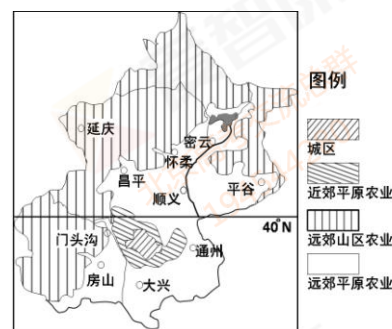 图例
延庆
密云
城区
怀柔
昌平
近郊平原农业
平谷
顺义
40°N
远郊山区农业
门头沟
通州
房山
大兴
远郊平原农业